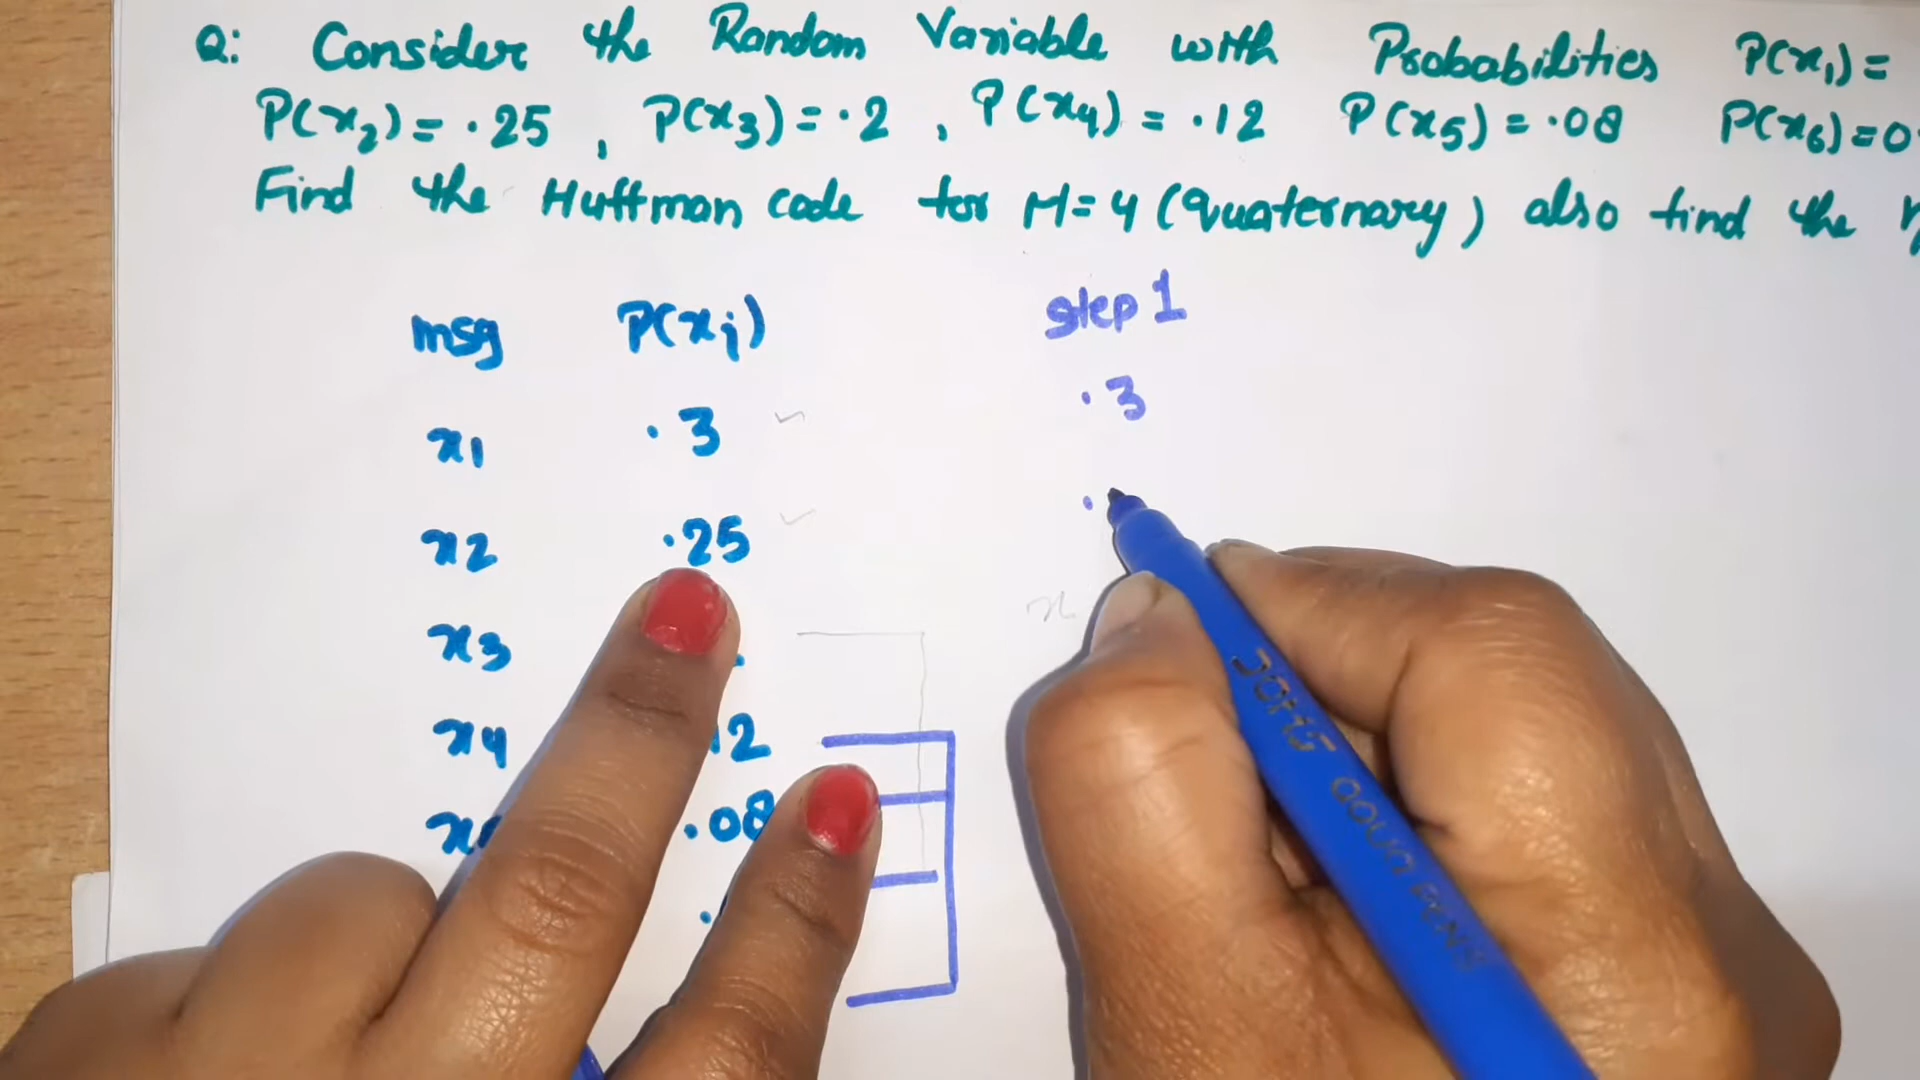 Q: Consider the Random Variable with Probabilities P(x1)=
P(x2)=.25 , P(x3)=.2 , P(x4)=.12 P(x5)=.08 P(x6)=0
Find the Huffman code for M=4 (Quaternary) also find the
msg P(xi) step 1
x1 .3 .3
x2 .25 .
x3
x4 12
.08
x
JOHG